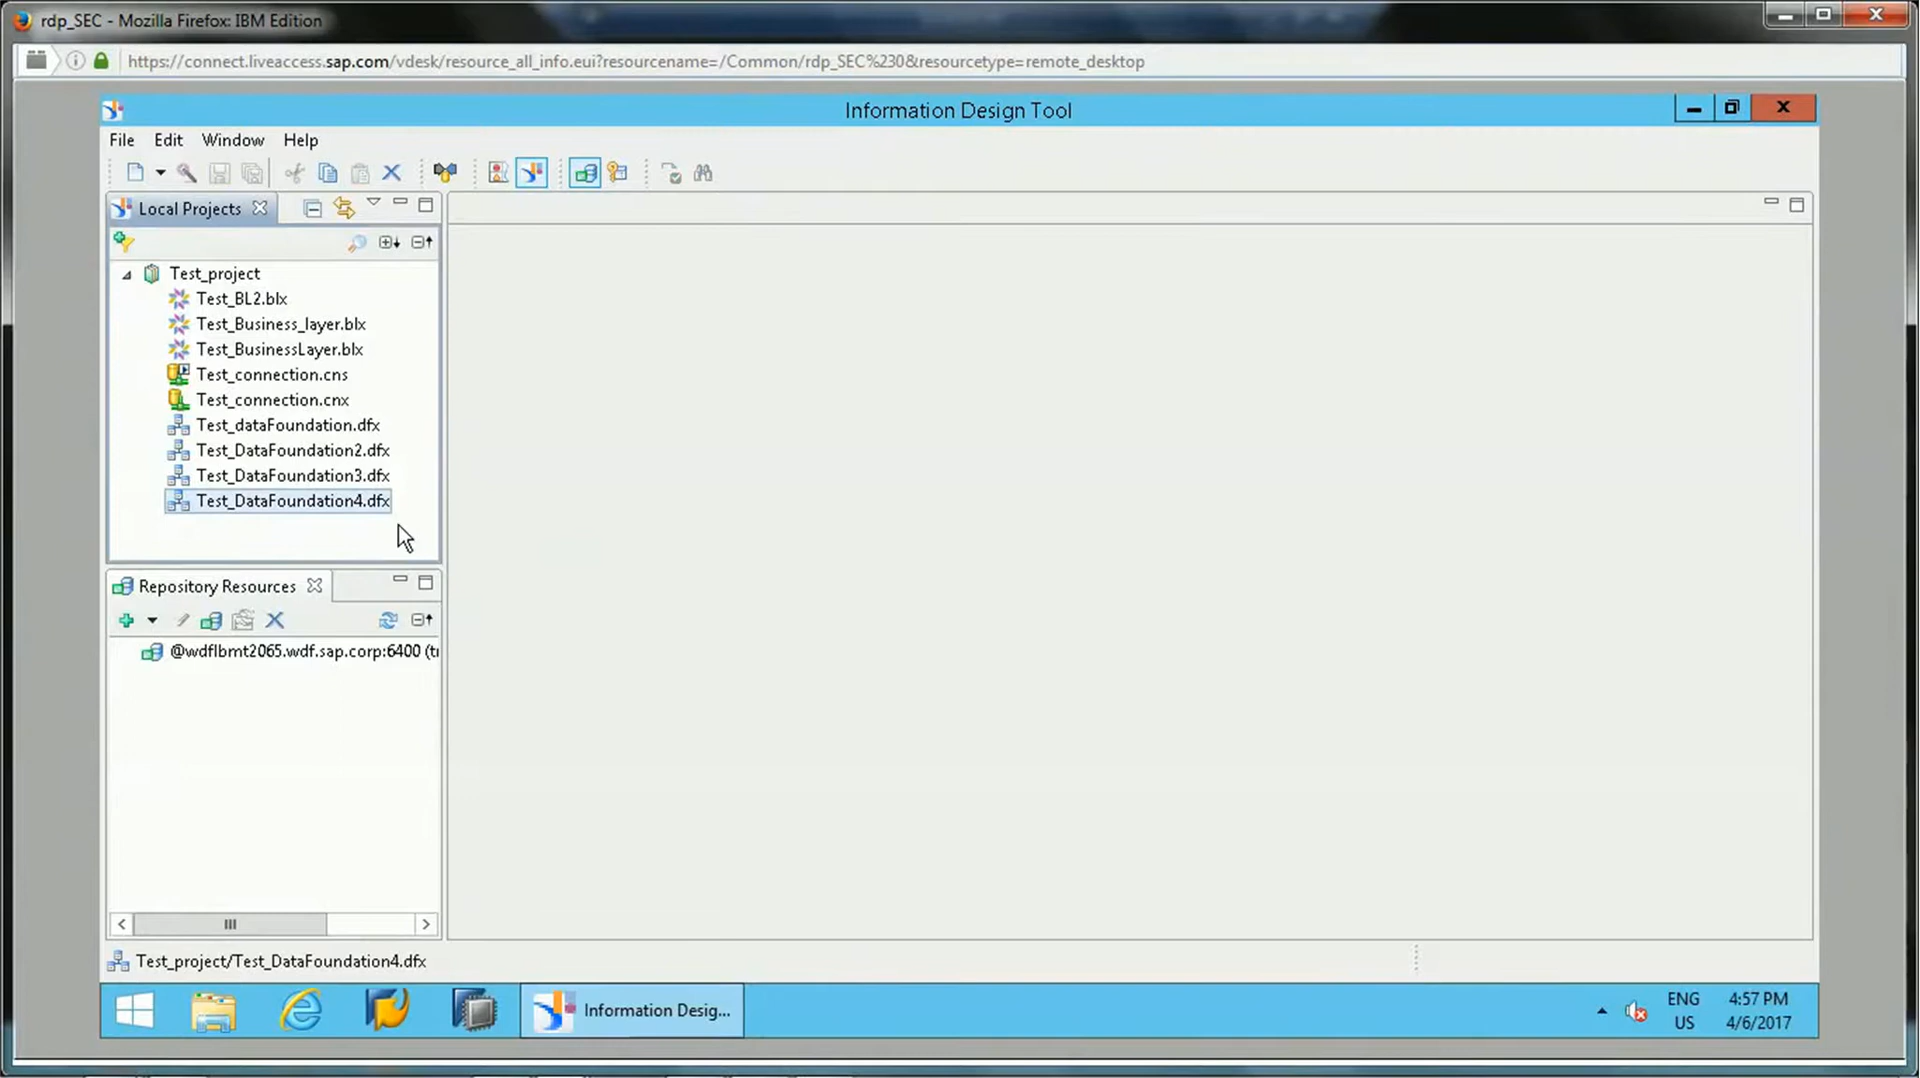 rdp_SEC - Mozilla Firefox: IBM Edition
https://connect.liveaccess.sap.com/vdesk/resource_all_info.eui?resourcename=/Common/rdp_SEC%230&resourcetype=remote_desktop
Information Design Tool
File Edit Window Help
Local Projects
Test_project
Test_BL2.blx
Test_Business_layer.blx
Test_BusinessLayer.blx
Test_connection.cns
Test_connection.cnx
Test_dataFoundation.dfx
Test_DataFoundation2.dfx
Test_DataFoundation3.dfx
Test_DataFoundation4.dfx
Repository Resources
@wdflbmt2065.wdf.sap.corp:6400 (
Test_project/Test_DataFoundation4.dfx
Information Desig...
ENG 4:57 PM
US 4/6/2017